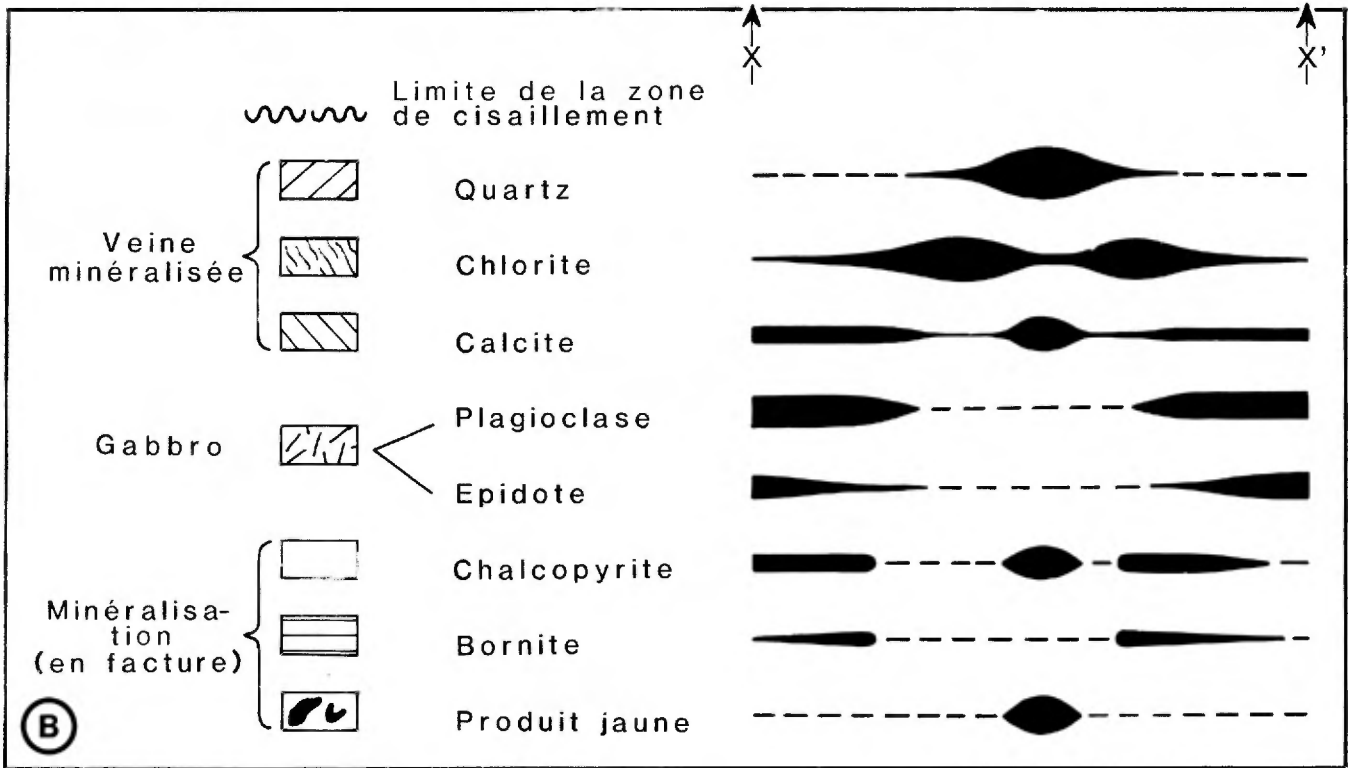 X X'
Limite de la zone
de cisaillement
Quartz
Veine
minéralisée
Chlorite
Calcite
Plagioclase
Gabbro
Epidote
Chalcopyrite
Minéralisa-
tion
(en facture)
Bornite
Produit jaune
B